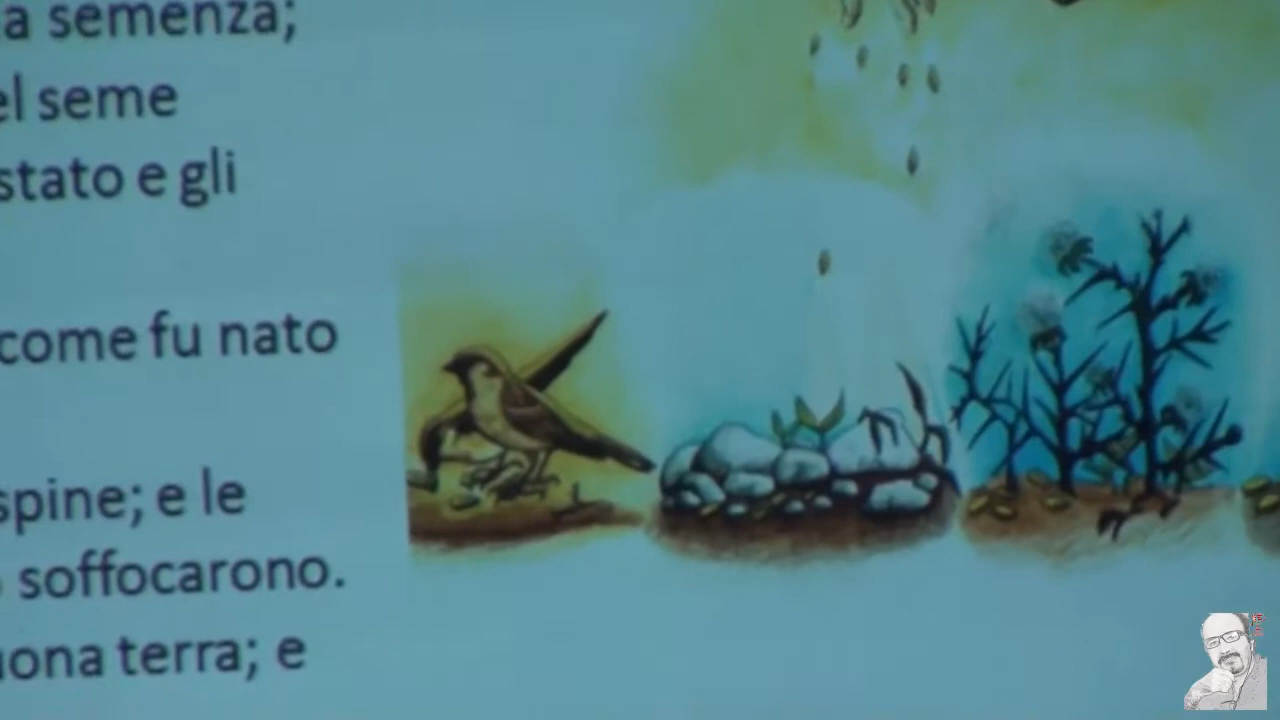 a semenza;
el seme
stato e gli
come fu nato
spine; e le
soffocarono.
uona terra; e